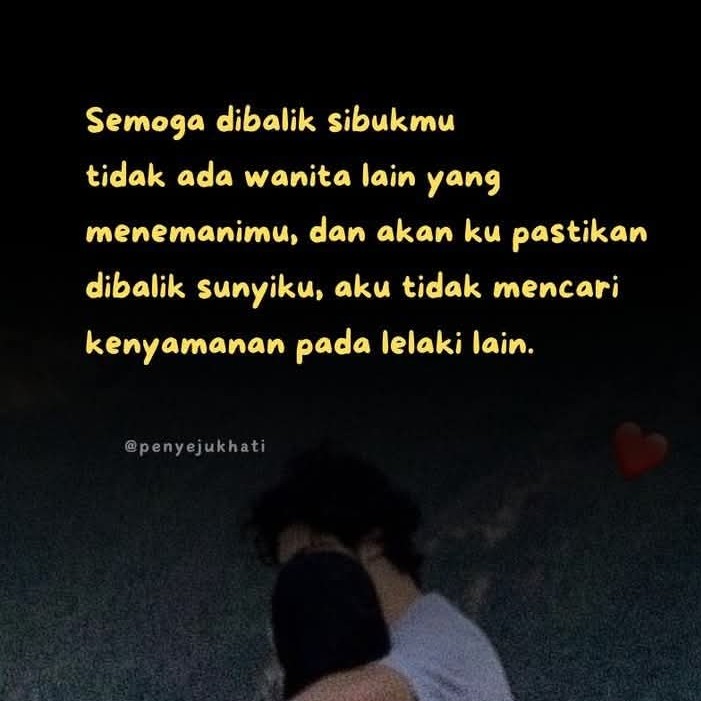 Semoga dibalik sibukmu
tidak ada wanita lain yang
menemanimu, dan akan ku pastikan
dibalik sunyiku, aku tidak mencari
kenyamanan pada lelaki lain.
@penyejukhati